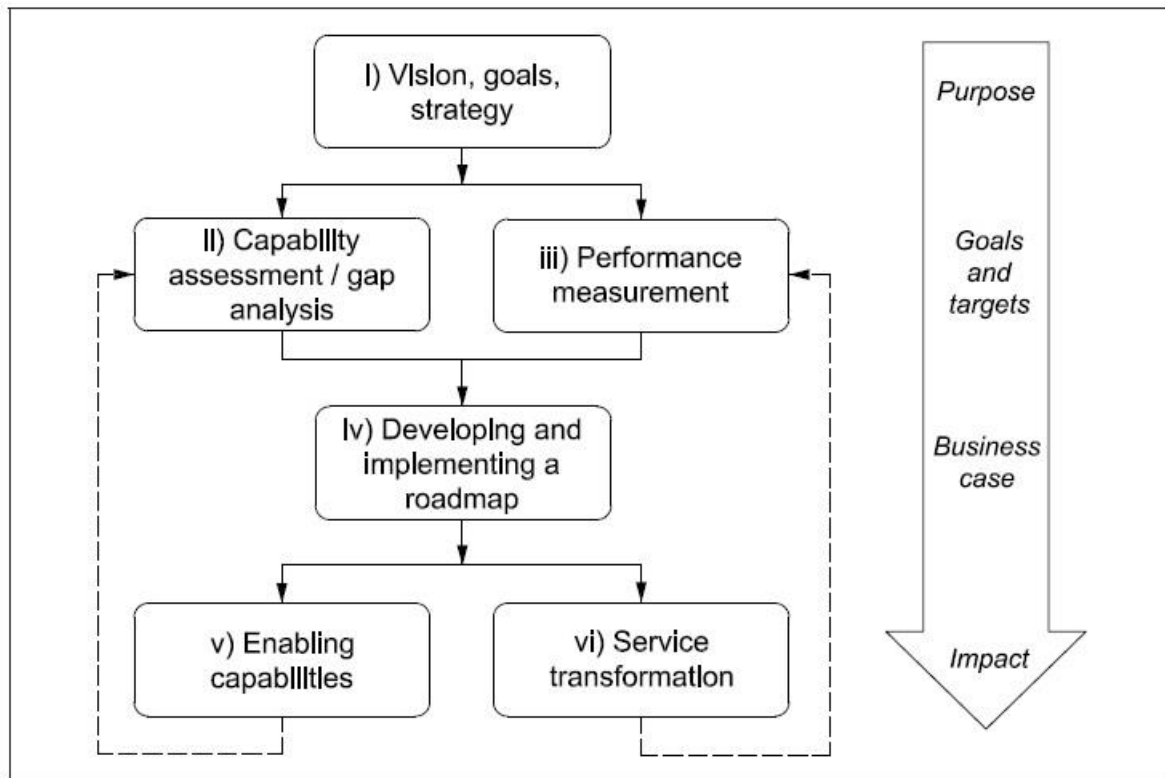 i) Vision, goals,
strategy
ii) Capability
assessment / gap
analysis
iii) Performance
measurement
iv) Developing and
implementing a
roadmap
v) Enabling
capabilities
vi) Service
transformation
Purpose
Goals
and
targets
Business
case
Impact